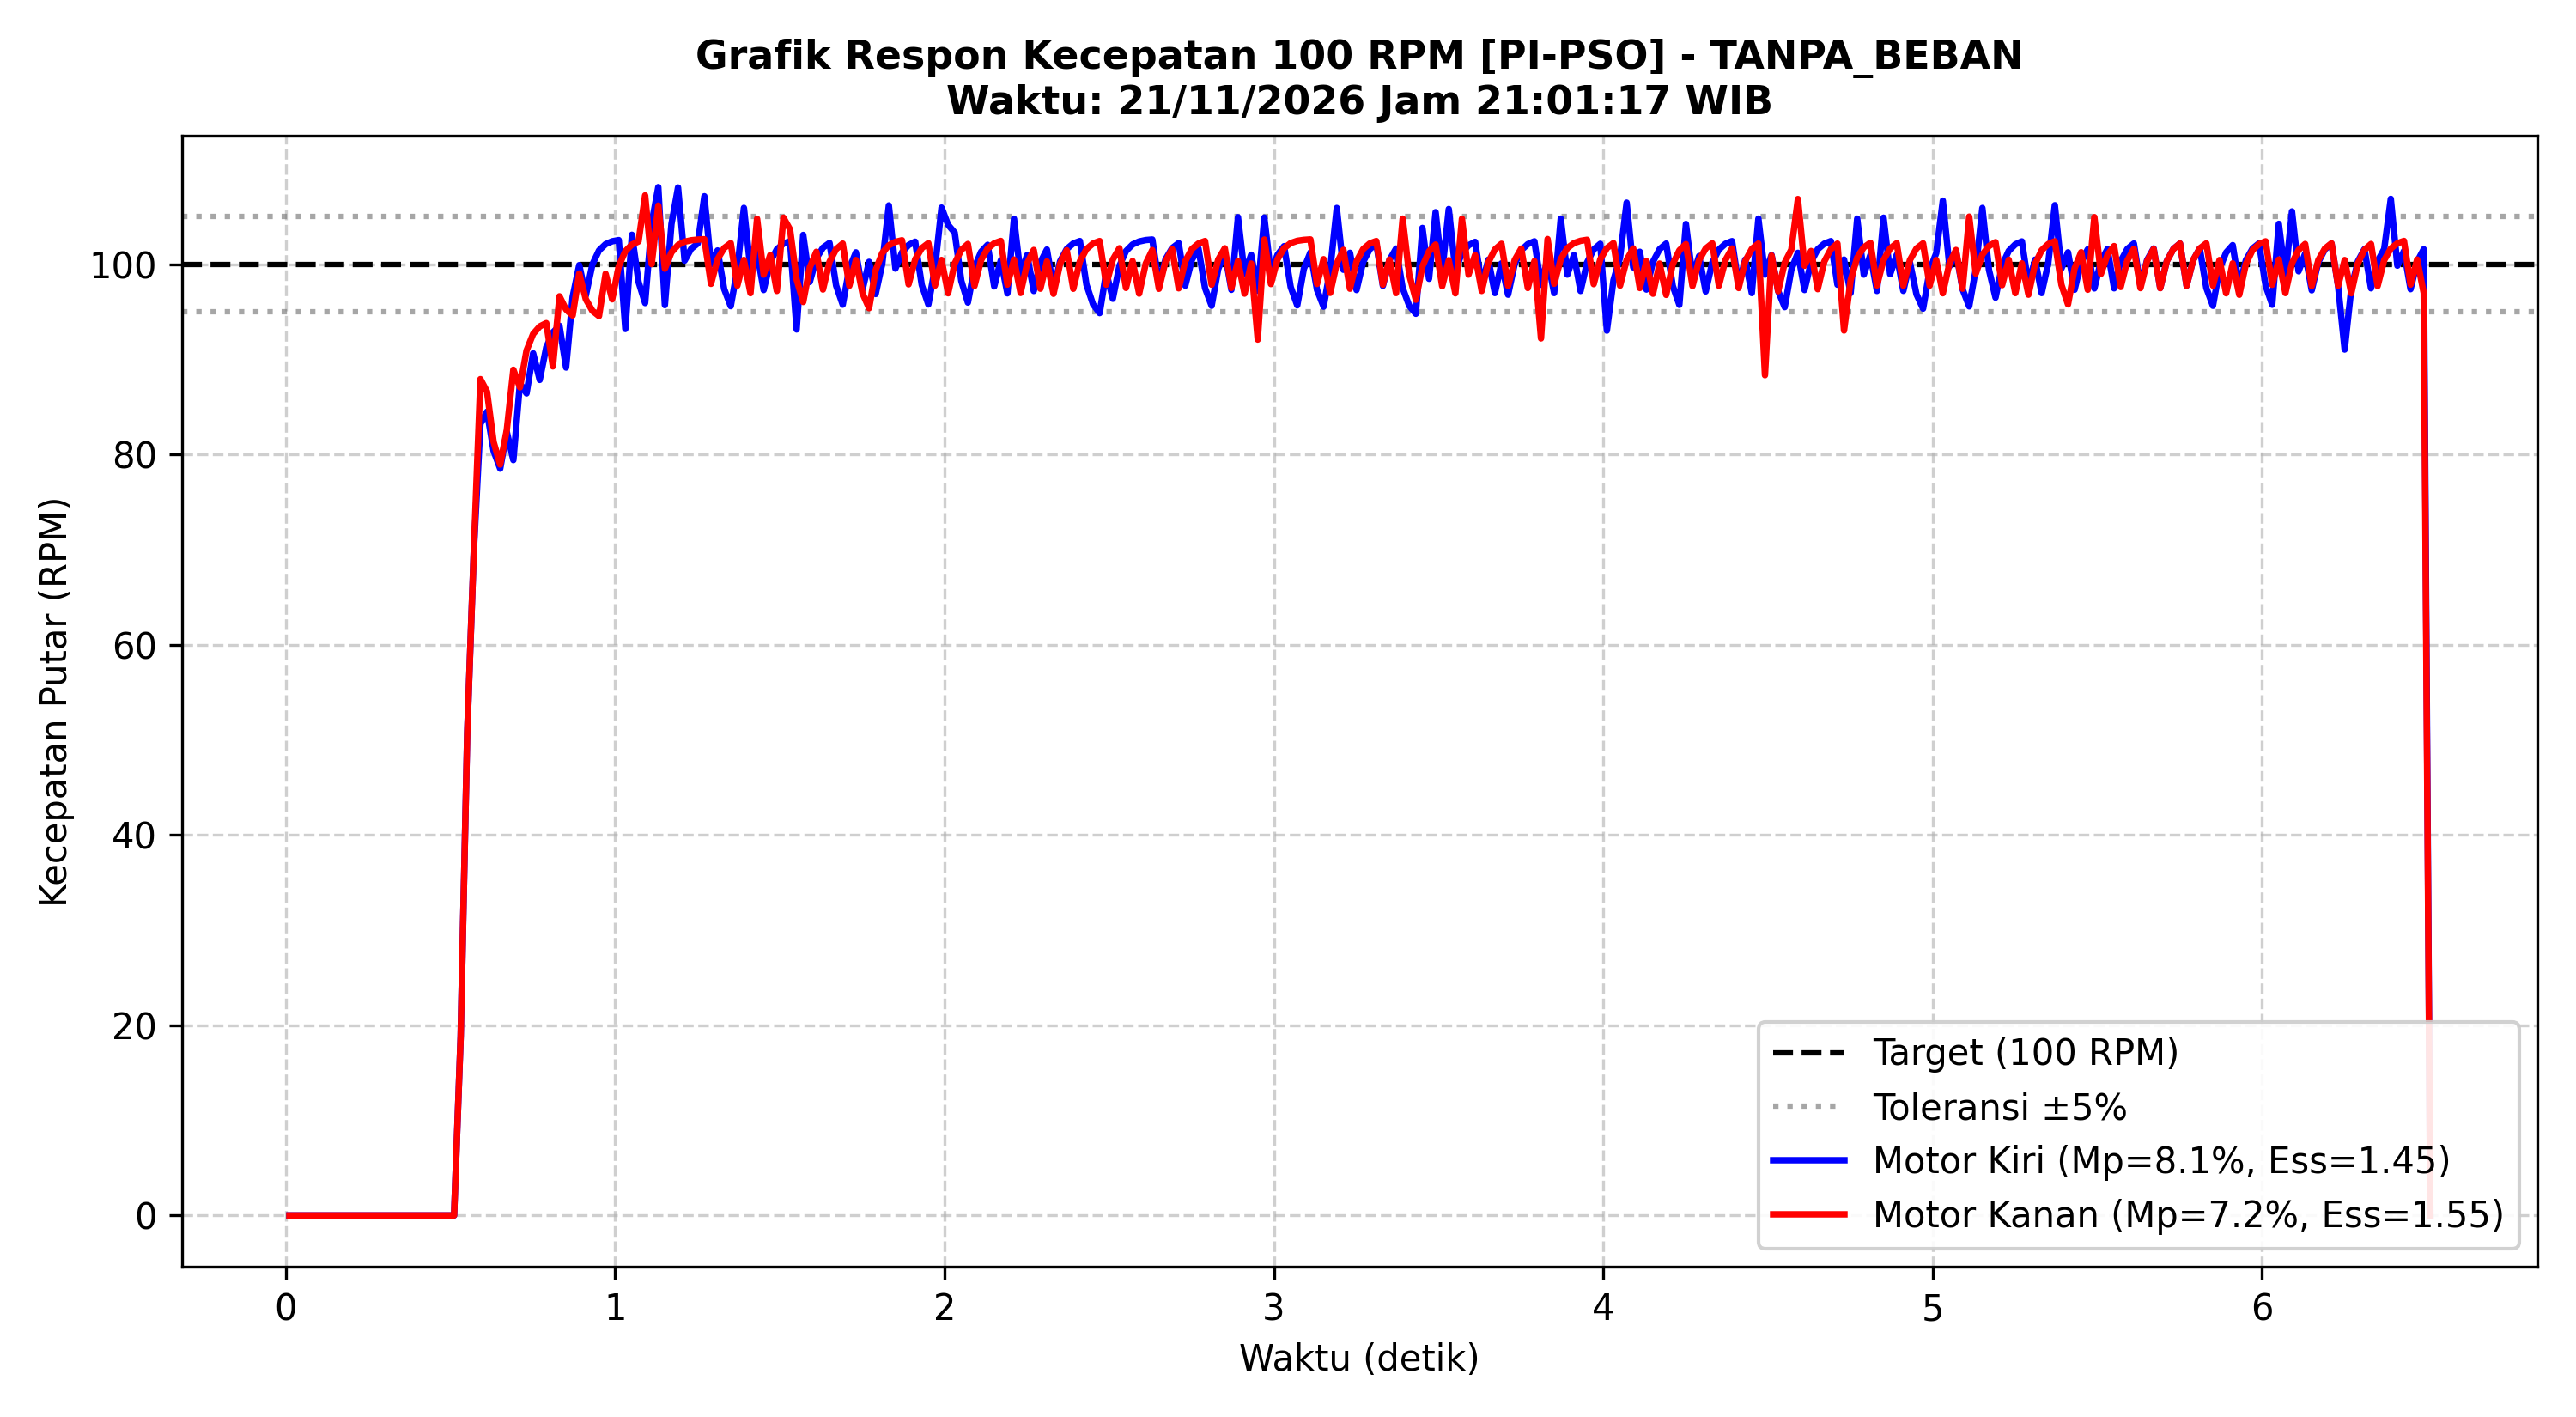 Grafik Respon Kecepatan 100 RPM [PI-PSO] - TANPA_BEBAN
Waktu: 21/11/2026 Jam 21:01:17 WIB
Kecepatan Putar (RPM)
100
80
60
40
20
0
Target (100 RPM)
Toleransi ±5%
Motor Kiri (Mp=8.1%, Ess=1.45)
Motor Kanan (Mp=7.2%, Ess=1.55)
0 1 2 3 4 5 6
Waktu (detik)